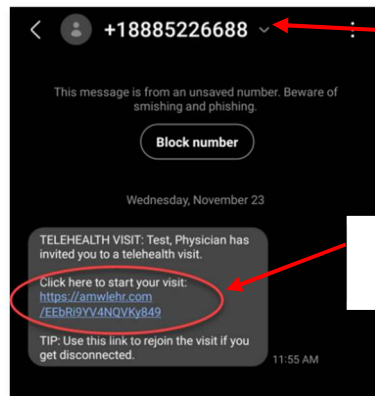 +18885226688
This message is from an unsaved number. Beware of
smishing and phishing.
Block number
Wednesday, November 23
TELEHEALTH VISIT: Test, Physician has
invited you to a telehealth visit.
Click here to start your visit:
https://amwlehr.com
/EEbRi9YV4NQVKy849
TIP: Use this link to rejoin the visit if you
get disconnected.
11:55 AM